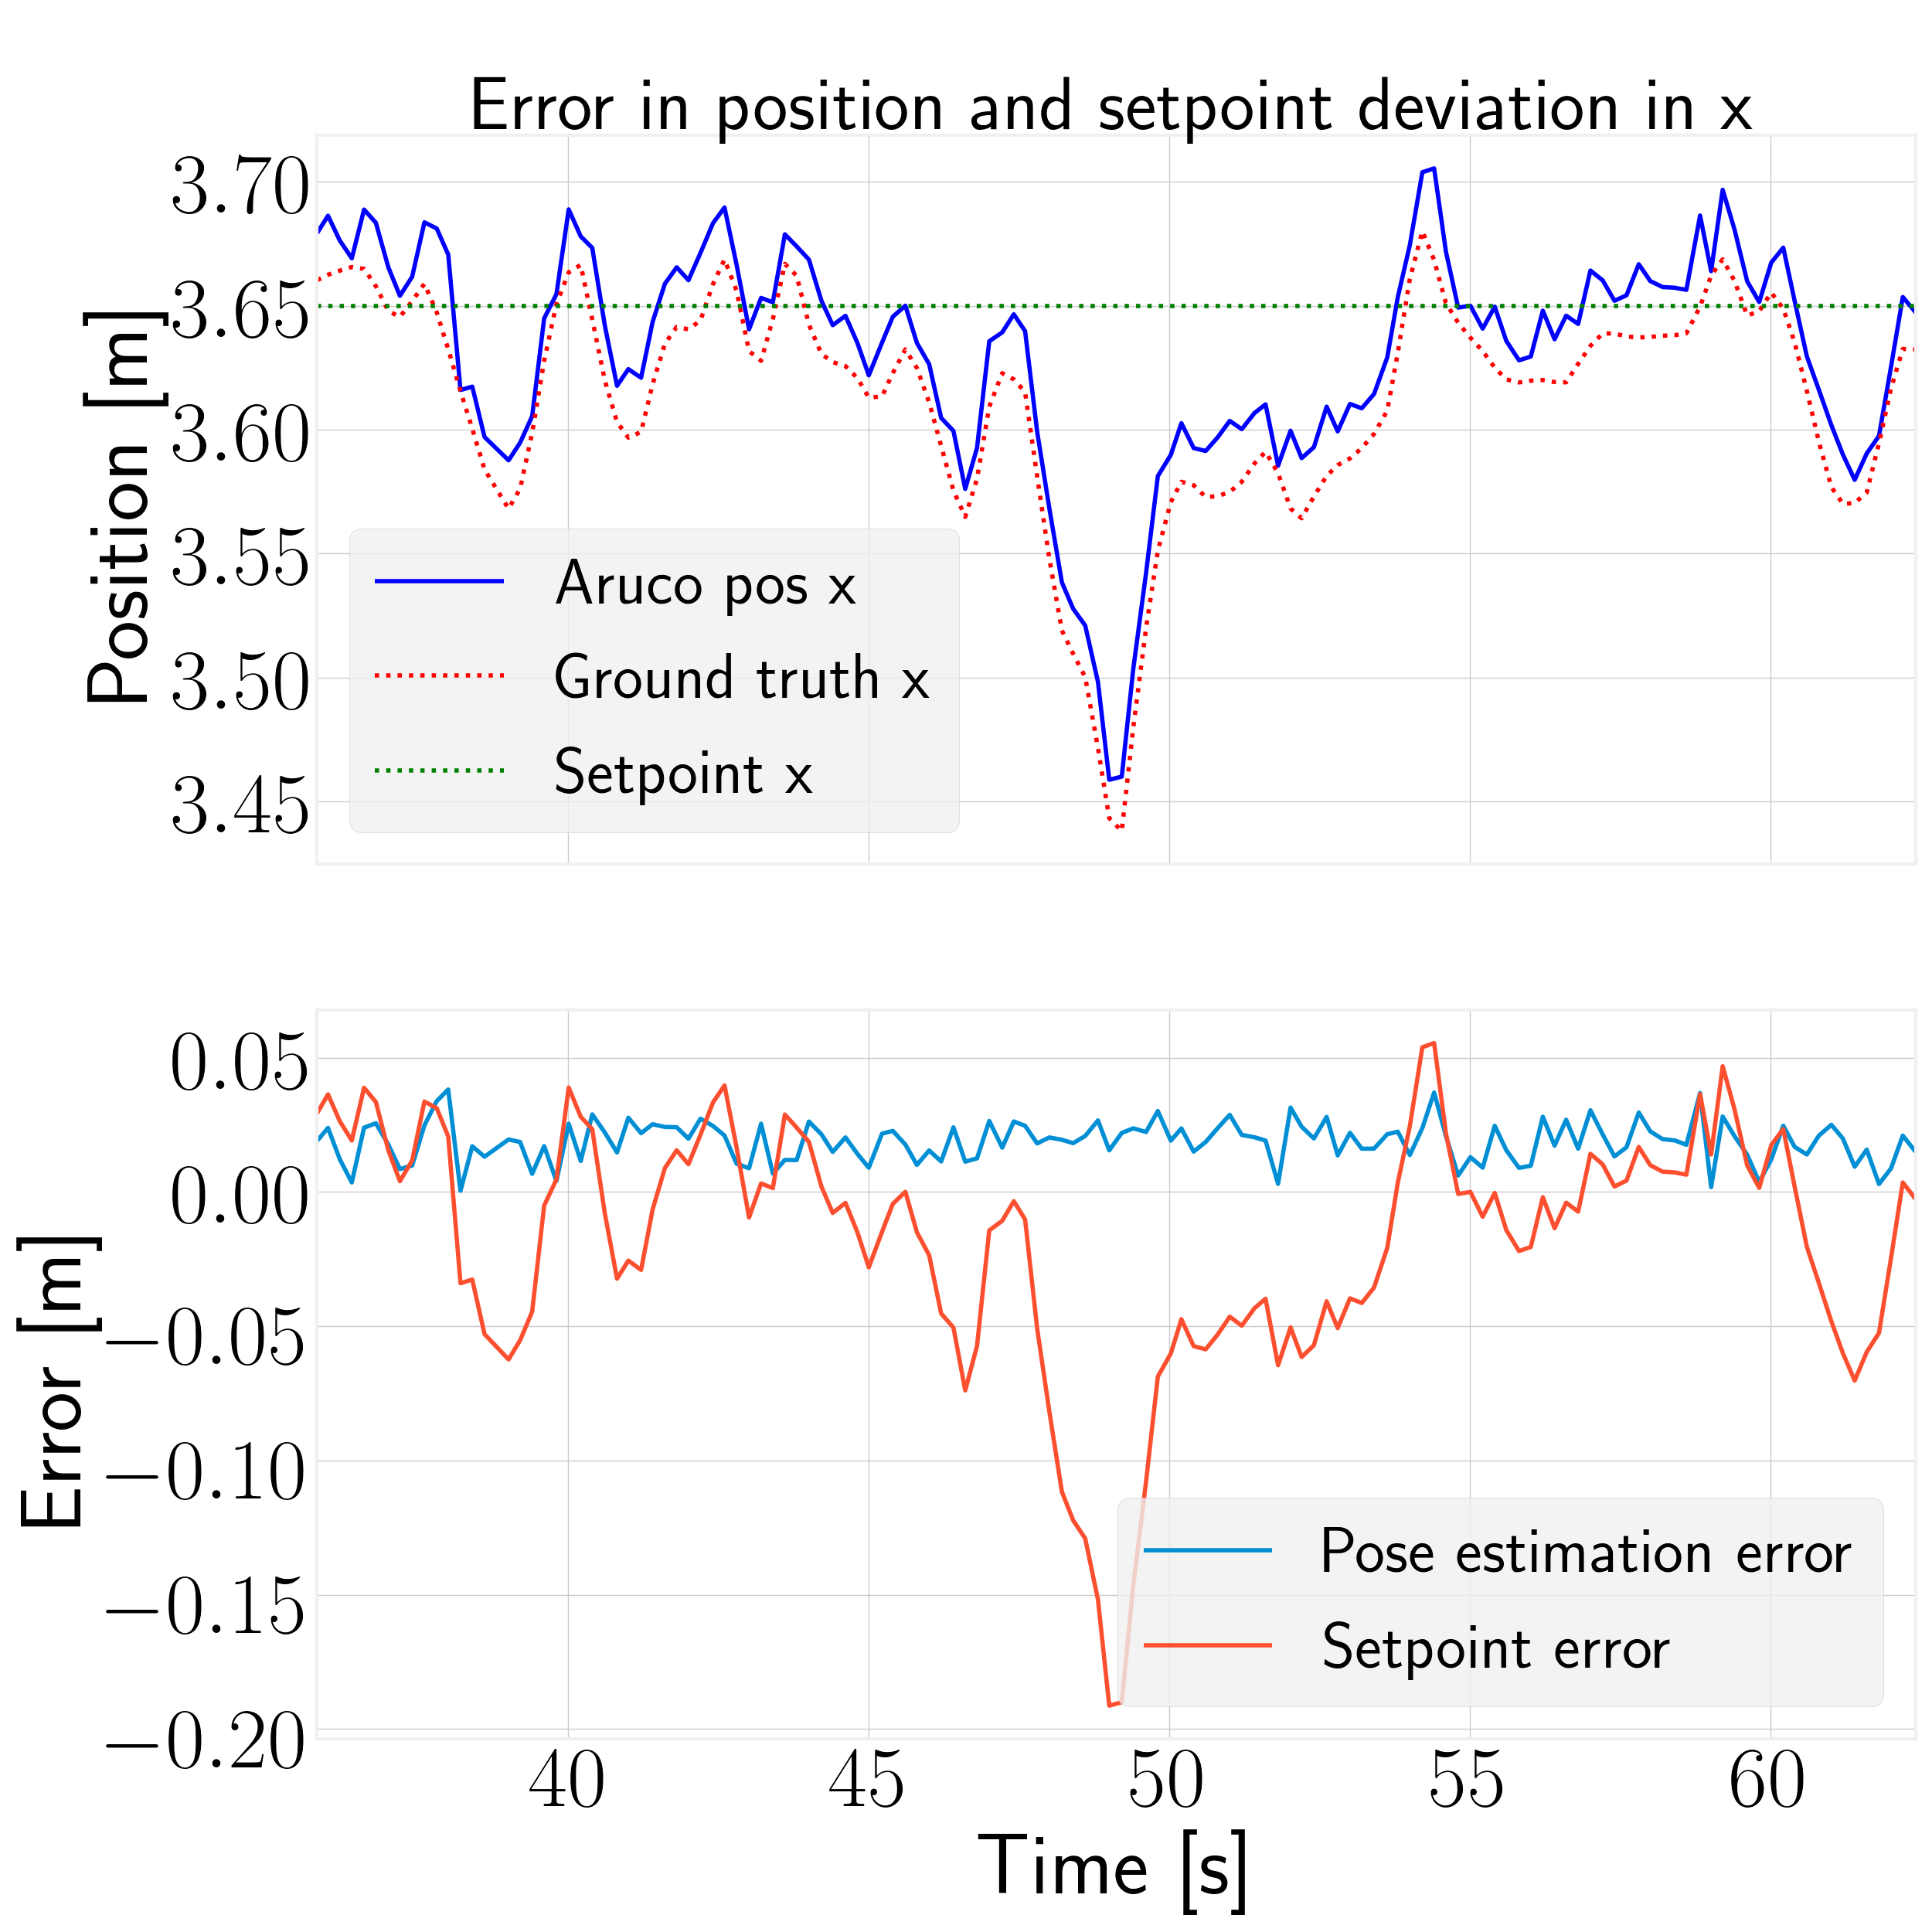 Error in position and setpoint deviation in x
Position [m]
3.70
3.65
3.60
3.55
3.50
3.45
Aruco pos x
Ground truth x
Setpoint x
Error [m]
0.05
0.00
−0.05
−0.10
−0.15
−0.20
Pose estimation error
Setpoint error
40 45 50 55 60
Time [s]